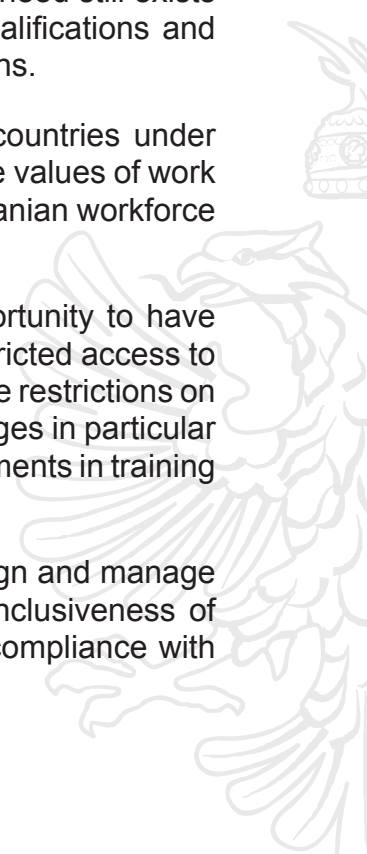 alifications and
ns.
countries under
e values of work
anian workforce
ortunity to have
ricted access to
e restrictions on
ges in particular
ments in training
ign and manage
nclusiveness of
compliance with